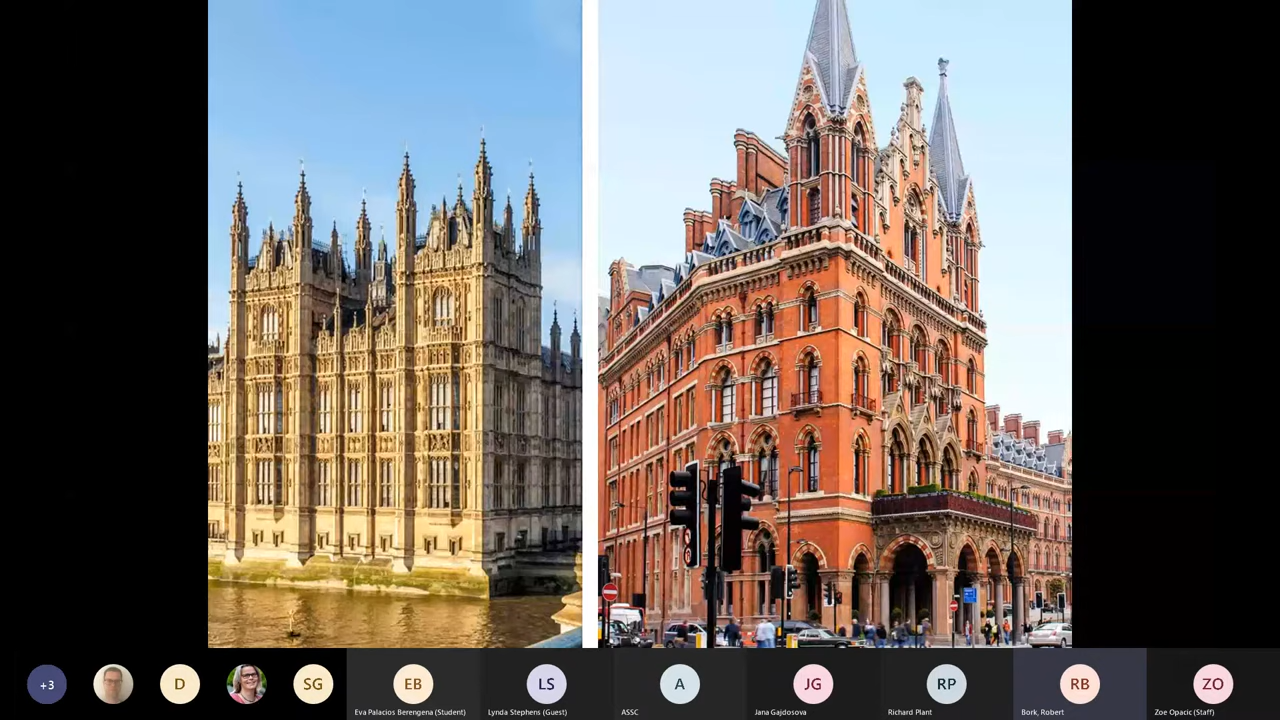 +3
D
SG
EB
LS
A
JG
RP
RB
ZO
Eva Palacios Berengena (Student)
Lynda Stephens (Guest)
ASSC
Jana Gajdosova
Richard Plant
Bork, Robert
Zoe Opacic (Staff)